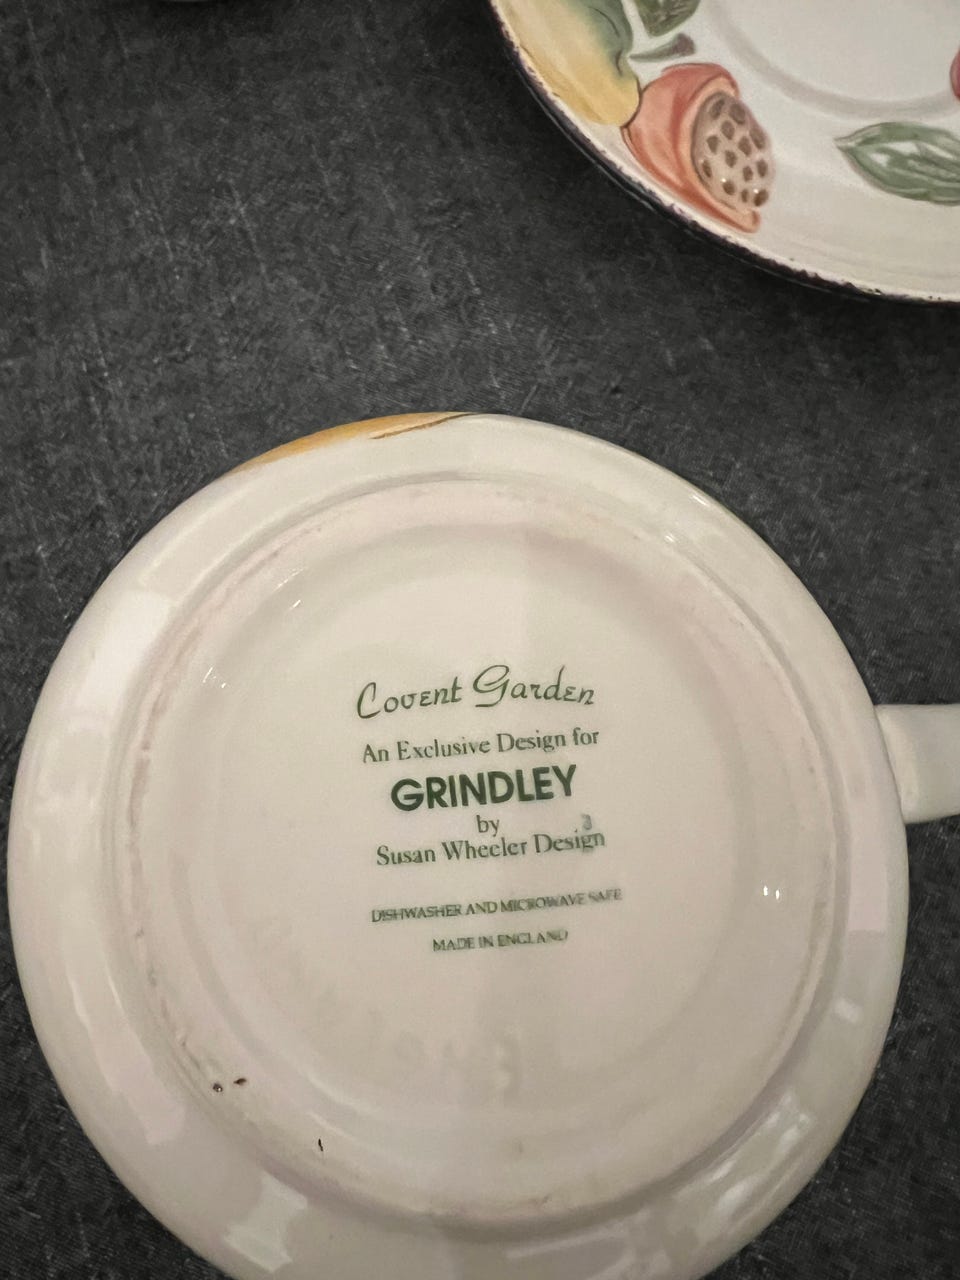 Covent Garden
An Exclusive Design for
GRINDLEY
by
Susan Wheeler Design
DISHWASHER AND MICROWAVE SAFE
MADE IN ENGLAND